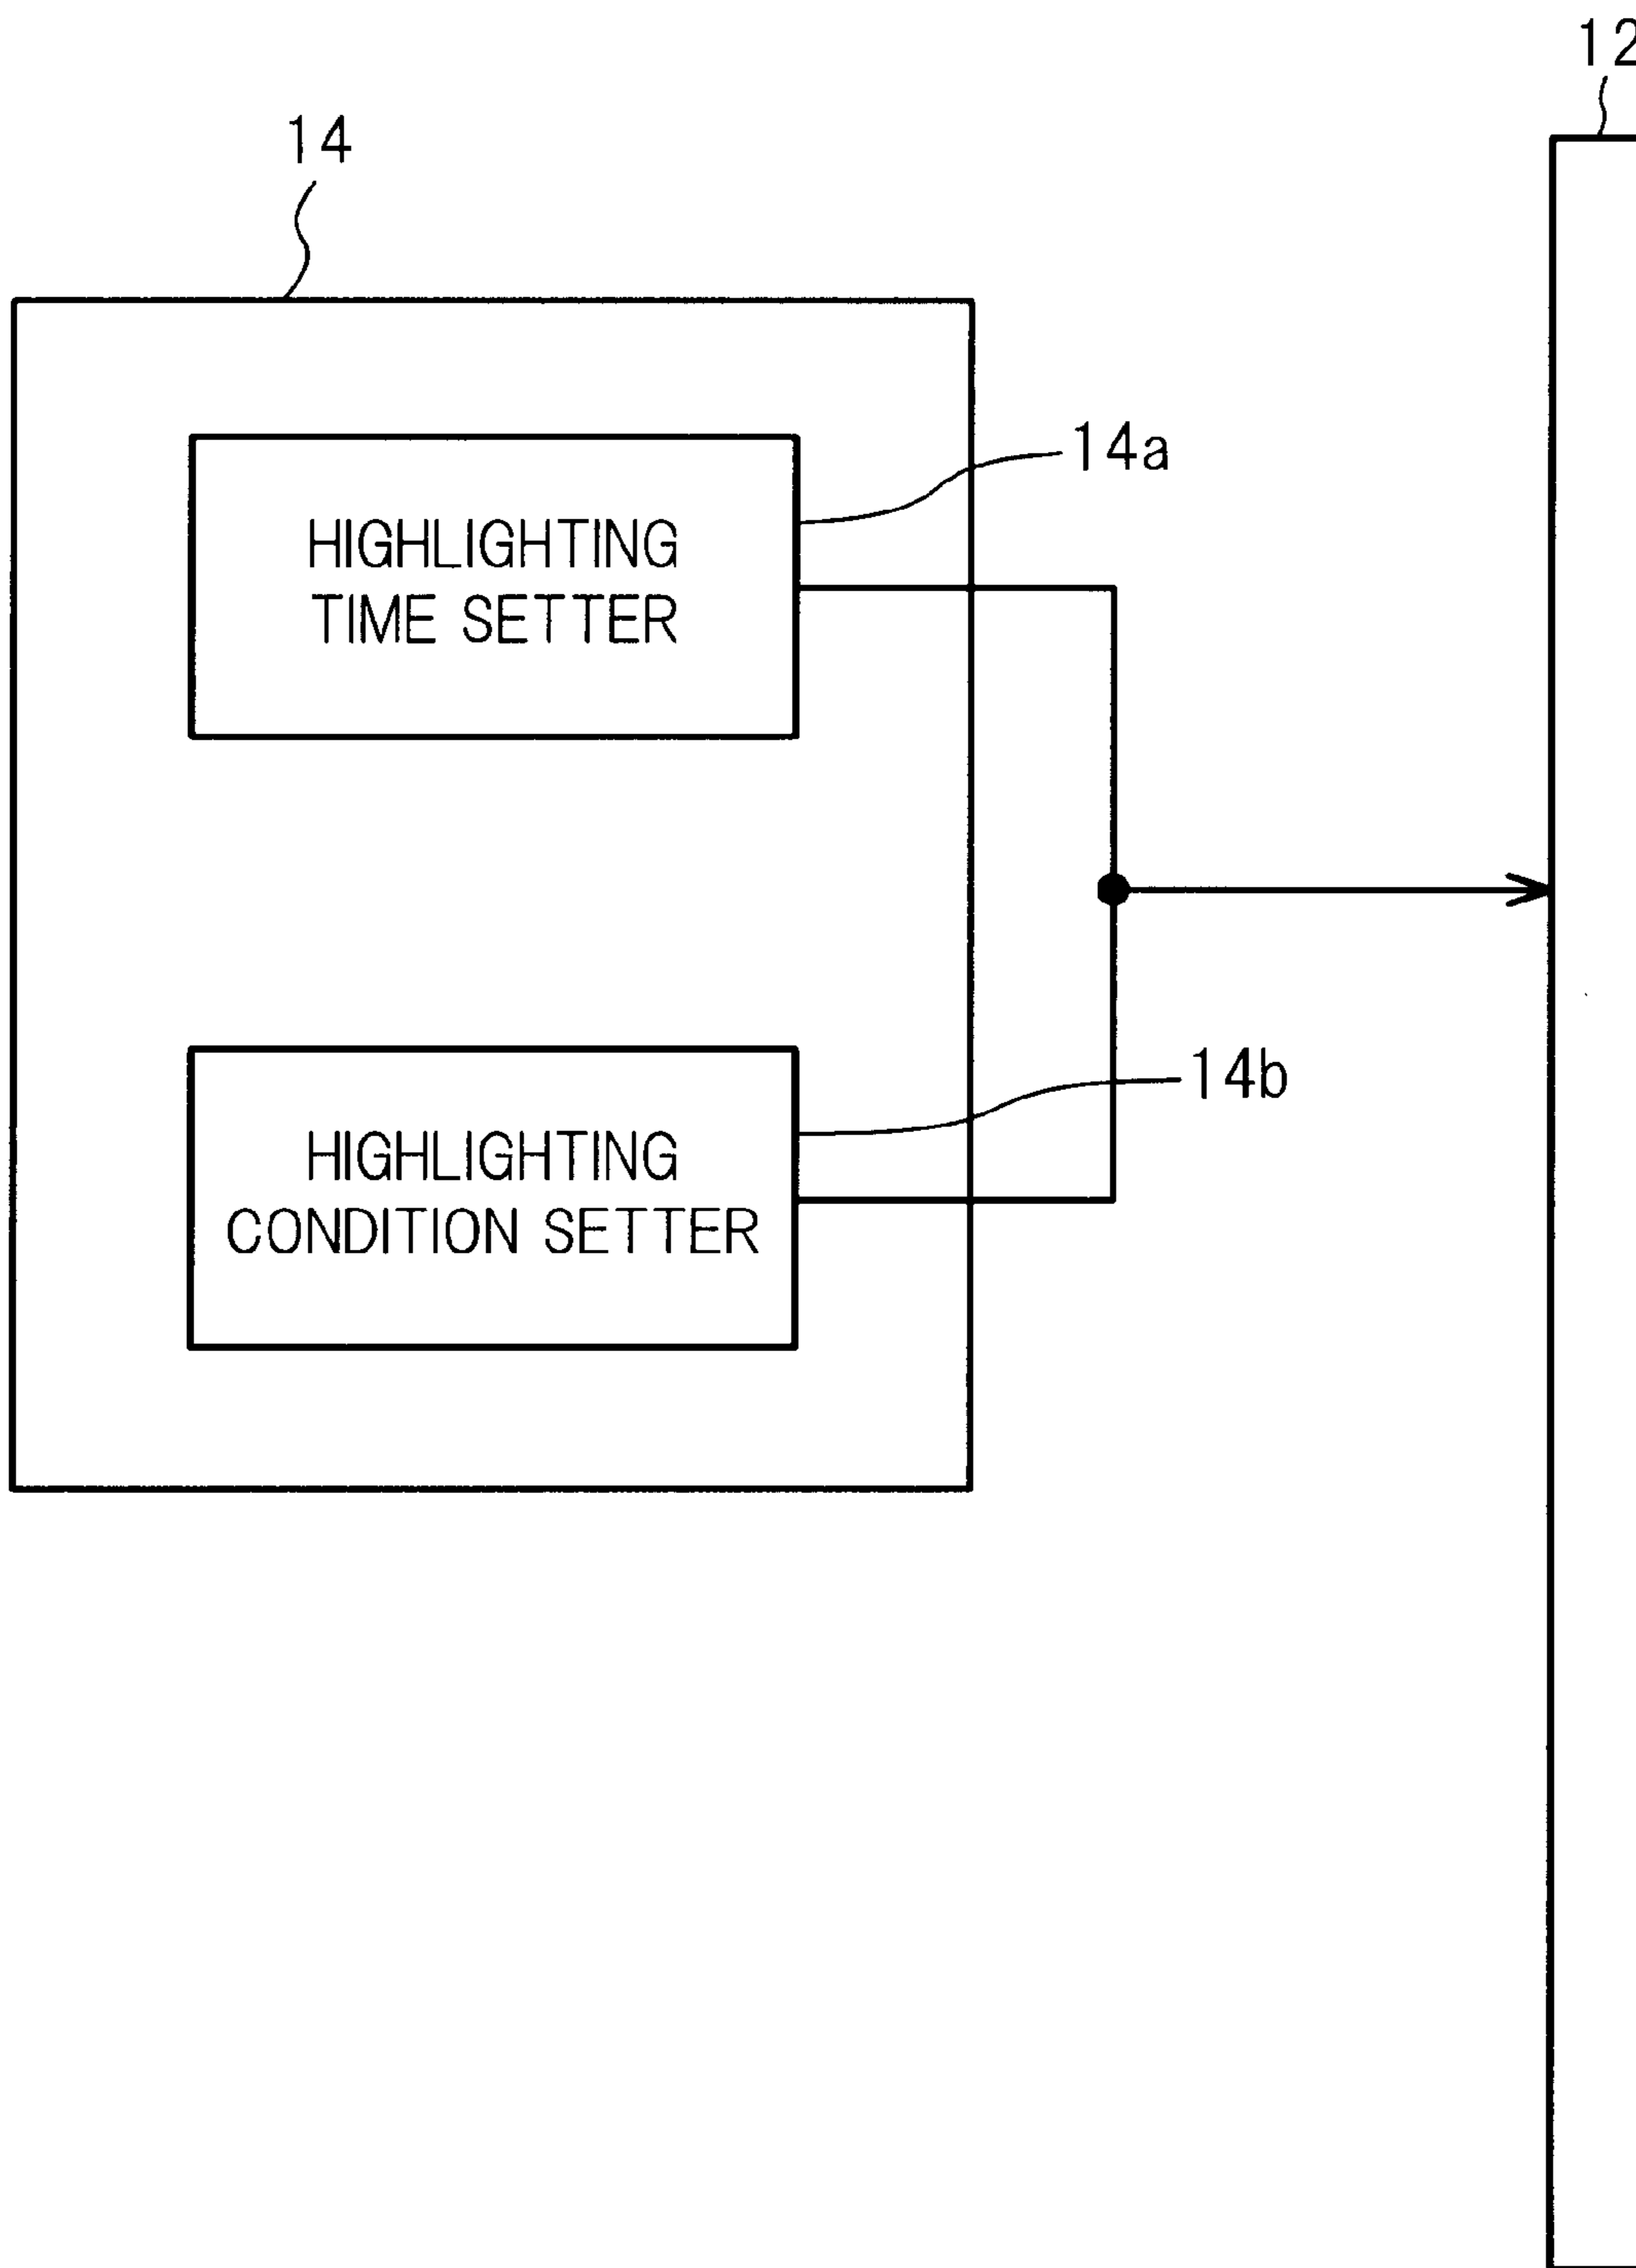 12
14
14a
HIGHLIGHTING
TIME SETTER
14b
HIGHLIGHTING
CONDITION SETTER